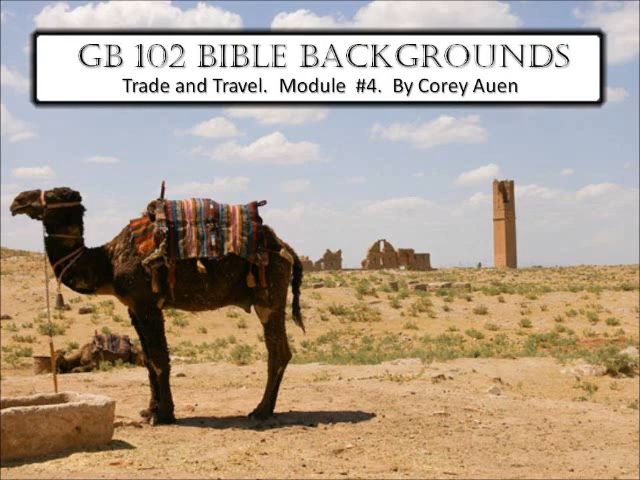 GB 102 BIBLE BACKGROUNDS
Trade and Travel.  Module  #4.  By Corey Auen